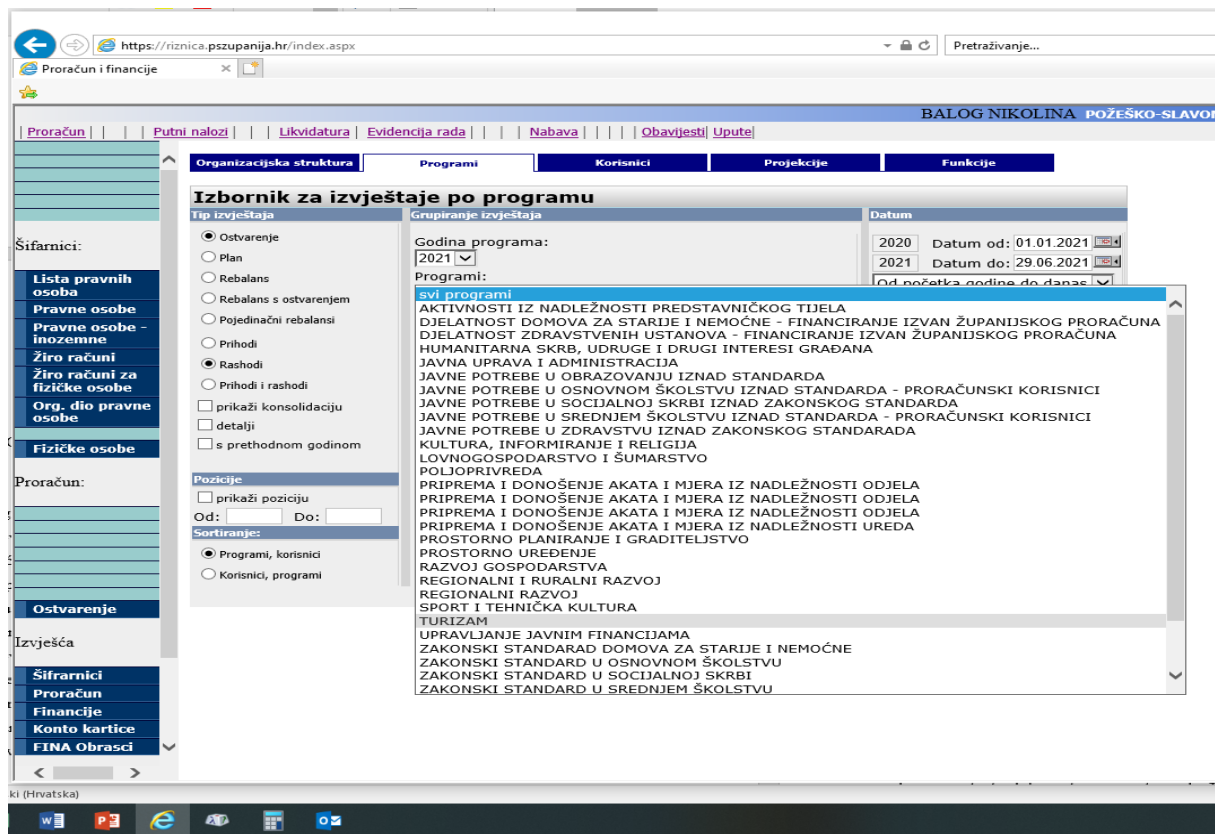 https://riznica.pszupanija.hr/index.aspx
Pretraživanje...
Proračun i financije
BALOG NIKOLINA POŽEŠKO-SLAVON
| Proračun | | | | Putni nalozi | | | Likvidatura | Evidencija rada | | | | Nabava | | | | | Obavijesti | Upute |
Organizacijska struktura Programi Korisnici Projekcije Funkcije
Izbornik za izvještaje po programu
Tip izvještaja Grupiranje izvještaja Datum
Šifarnici:
Lista pravnih osoba
Pravne osobe
Pravne osobe - inozemne
Žiro računi
Žiro računi za fizičke osobe
Org. dio pravne osobe
Fizičke osobe
Proračun:
Ostvarenje
Izvješća
Šifrarnici
Proračun
Financije
Konto kartice
FINA Obrasci
Ostvarenje
Plan
Rebalans
Rebalans s ostvarenjem
Pojedinačni rebalansi
Prihodi
Rashodi
Prihodi i rashodi
prikaži konsolidaciju
detalji
s prethodnom godinom
Pozicije
prikaži poziciju
Od: Do:
Sortiranje:
Programi, korisnici
Korisnici, programi
Godina programa:
2021
Programi:
svi programi
AKTIVNOSTI IZ NADLEŽNOSTI PREDSTAVNIČKOG TIJELA
DJELATNOST DOMOVA ZA STARIJE I NEMOĆNE - FINANCIRANJE IZVAN ŽUPANIJSKOG PRORAČUNA
DJELATNOST ZDRAVSTVENIH USTANOVA - FINANCIRANJE IZVAN ŽUPANIJSKOG PRORAČUNA
HUMANITARNA SKRB, UDRUGE I DRUGI INTERESI GRAĐANA
JAVNA UPRAVA I ADMINISTRACIJA
JAVNE POTREBE U OBRAZOVANJU IZNAD STANDARDA
JAVNE POTREBE U OSNOVNOM ŠKOLSTVU IZNAD STANDARDA - PRORAČUNSKI KORISNICI
JAVNE POTREBE U SOCIJALNOJ SKRBI IZNAD ZAKONSKOG STANDARDA
JAVNE POTREBE U SREDNJEM ŠKOLSTVU IZNAD STANDARDA - PRORAČUNSKI KORISNICI
JAVNE POTREBE U ZDRAVSTVU IZNAD ZAKONSKOG STANDARADA
KULTURA, INFORMIRANJE I RELIGIJA
LOVNOGOSPODARSTVO I ŠUMARSTVO
POLJOPRIVREDA
PRIPREMA I DONOŠENJE AKATA I MJERA IZ NADLEŽNOSTI ODJELA
PRIPREMA I DONOŠENJE AKATA I MJERA IZ NADLEŽNOSTI ODJELA
PRIPREMA I DONOŠENJE AKATA I MJERA IZ NADLEŽNOSTI ODJELA
PRIPREMA I DONOŠENJE AKATA I MJERA IZ NADLEŽNOSTI UREDA
PROSTORNO PLANIRANJE I GRADITELJSTVO
PROSTORNO UREĐENJE
RAZVOJ GOSPODARSTVA
REGIONALNI I RURALNI RAZVOJ
REGIONALNI RAZVOJ
SPORT I TEHNIČKA KULTURA
TURIZAM
UPRAVLJANJE JAVNIM FINANCIJAMA
ZAKONSKI STANDARAD DOMOVA ZA STARIJE I NEMOĆNE
ZAKONSKI STANDARD U OSNOVNOM ŠKOLSTVU
ZAKONSKI STANDARD U SOCIJALNOJ SKRBI
ZAKONSKI STANDARD U SREDNJEM ŠKOLSTVU
2020 Datum od: 01.01.2021
2021 Datum do: 29.06.2021
Od početka godine do danas
ki (Hrvatska)